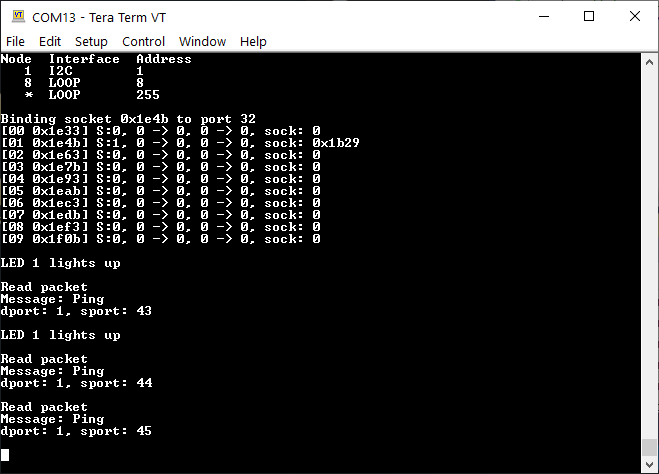 COM13 - Tera Term VT
File Edit Setup Control Window Help
Node  Interface  Address
   1  I2C        1
   8  LOOP       8
   *  LOOP       255
Binding socket 0x1e4b to port 32
[00 0x1e33] S:0, 0 -> 0, 0 -> 0, sock: 0
[01 0x1e4b] S:1, 0 -> 0, 0 -> 0, sock: 0x1b29
[02 0x1e63] S:0, 0 -> 0, 0 -> 0, sock: 0
[03 0x1e7b] S:0, 0 -> 0, 0 -> 0, sock: 0
[04 0x1e93] S:0, 0 -> 0, 0 -> 0, sock: 0
[05 0x1eab] S:0, 0 -> 0, 0 -> 0, sock: 0
[06 0x1ec3] S:0, 0 -> 0, 0 -> 0, sock: 0
[07 0x1edb] S:0, 0 -> 0, 0 -> 0, sock: 0
[08 0x1ef3] S:0, 0 -> 0, 0 -> 0, sock: 0
[09 0x1f0b] S:0, 0 -> 0, 0 -> 0, sock: 0
LED 1 lights up
Read packet
Message: Ping
dport: 1, sport: 43
LED 1 lights up
Read packet
Message: Ping
dport: 1, sport: 44
Read packet
Message: Ping
dport: 1, sport: 45